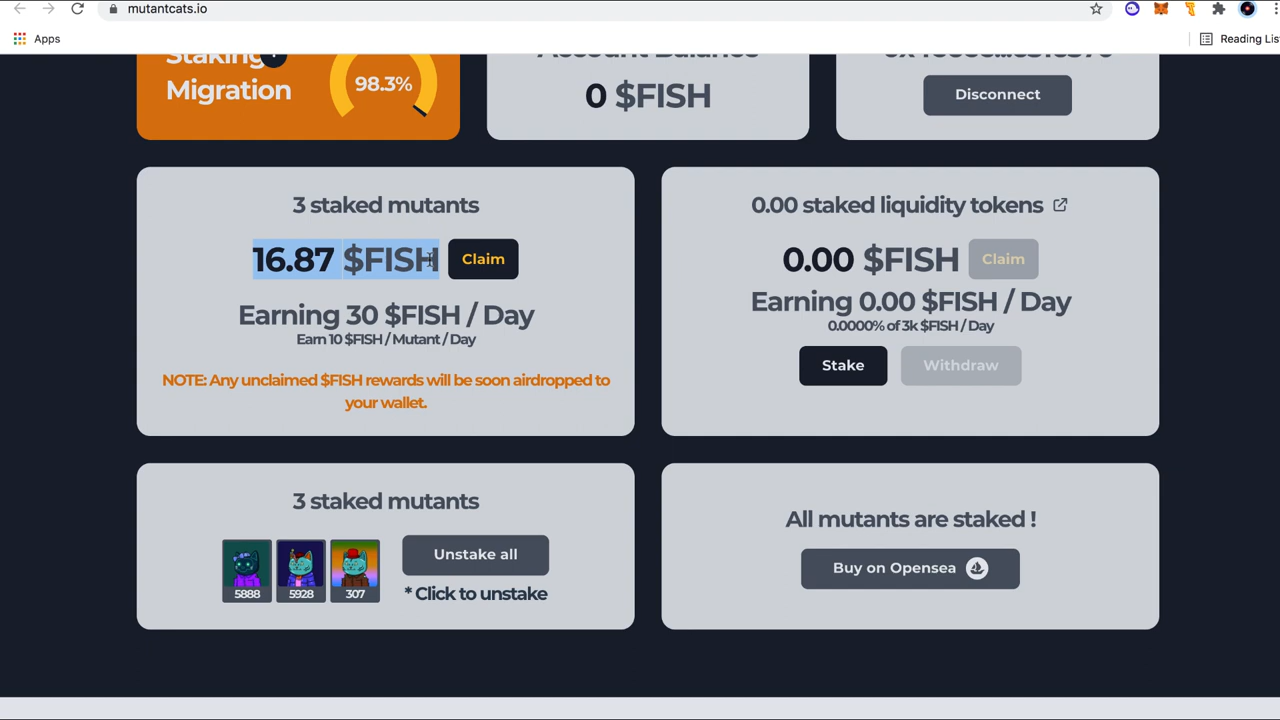 mutantcats.io
Apps
Reading Lis
Staking
Migration
98.3%
Account Balance
0 $FISH
Disconnect
3 staked mutants
16.87 $FISH
Claim
Earning 30 $FISH / Day
Earn 10 $FISH / Mutant / Day
NOTE: Any unclaimed $FISH rewards will be soon airdropped to
your wallet.
0.00 staked liquidity tokens
0.00 $FISH
Claim
Earning 0.00 $FISH / Day
0.0000% of 3k $FISH / Day
Stake
Withdraw
3 staked mutants
5888
5928
307
Unstake all
* Click to unstake
All mutants are staked !
Buy on Opensea